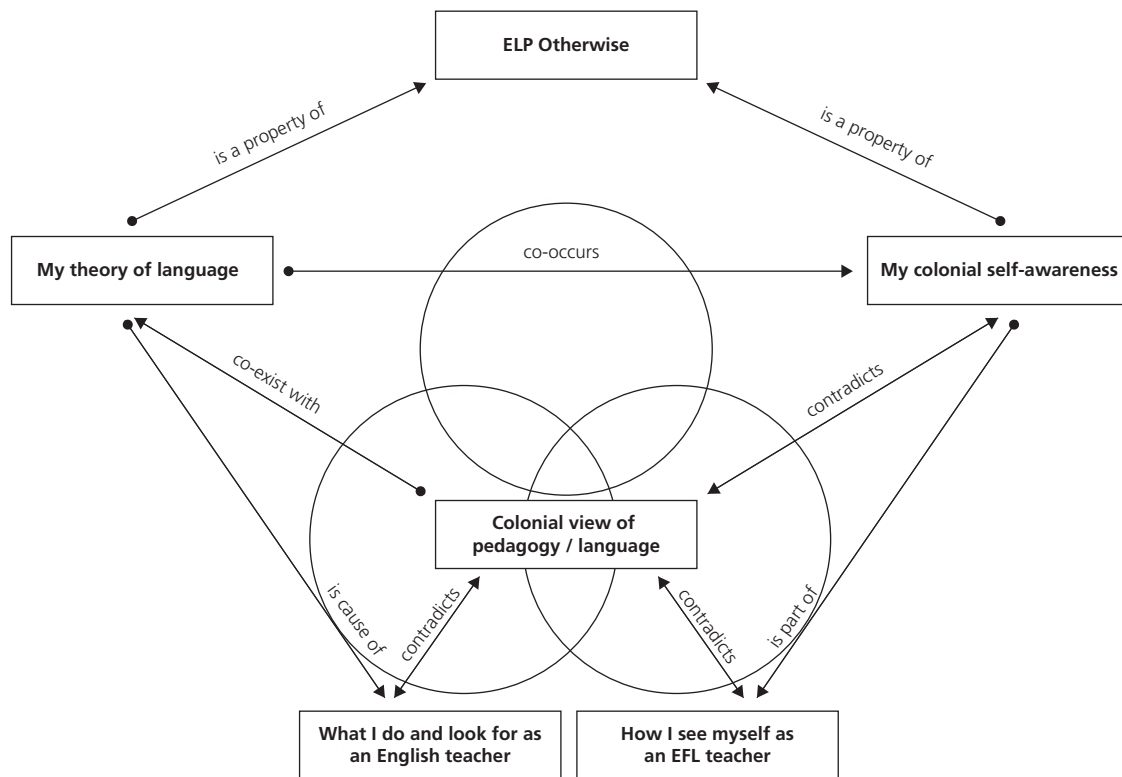 ELP Otherwise
is a property of
is a property of
My theory of language
co-occurs
My colonial self-awareness
co-exist with
contradicts
Colonial view of
pedagogy / language
is cause of
contradicts
contradicts
is part of
What I do and look for as
an English teacher
How I see myself as
an EFL teacher